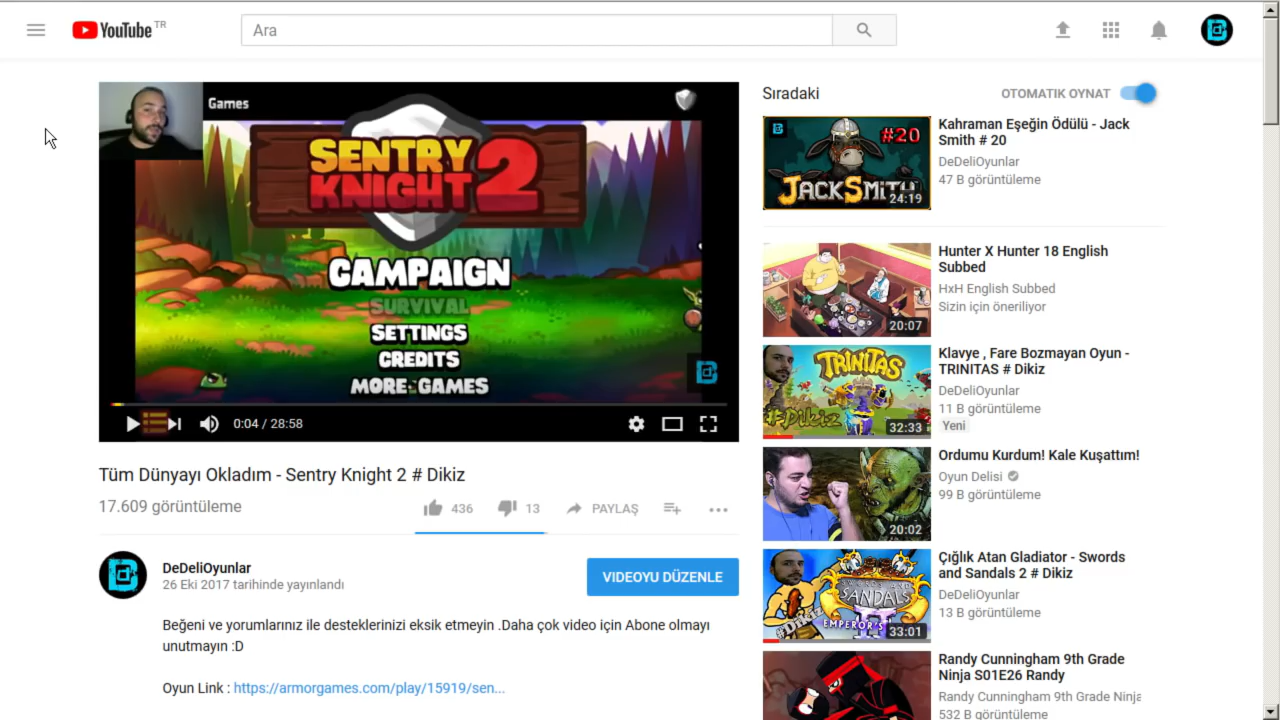 YouTube TR
Ara
Games
SENTRY
KNIGHT 2
CAMPAIGN
SURVIVAL
SETTINGS
CREDITS
MORE GAMES
0:04 / 28:58
Tüm Dünyayı Okladım - Sentry Knight 2 # Dikiz
17.609 görüntüleme
436
13
PAYLAŞ
DeDeliOyunlar
26 Eki 2017 tarihinde yayınlandı
VIDEOYU DÜZENLE
Beğeni ve yorumlarınız ile desteklerinizi eksik etmeyin .Daha çok video için Abone olmayı
unutmayın :D
Oyun Link : https://armorgames.com/play/15919/sen...
Sıradaki
OTOMATIK OYNAT
#20
JACKSMITH
24:19
Kahraman Eşeğin Ödülü - Jack
Smith # 20
DeDeliOyunlar
47 B görüntüleme
20:07
Hunter X Hunter 18 English
Subbed
HxH English Subbed
Sizin için öneriliyor
TRINITAS
#Dikiz
32:33
Klavye , Fare Bozmayan Oyun -
TRINITAS # Dikiz
DeDeliOyunlar
11 B görüntüleme
Yeni
20:02
Ordumu Kurdum! Kale Kuşattım!
Oyun Delisi
99 B görüntüleme
SWORDS AND
SANDALS
EMPEROR'S
#DİKİZ
33:01
Çığlık Atan Gladiator - Swords
and Sandals 2 # Dikiz
DeDeliOyunlar
13 B görüntüleme
Randy Cunningham 9th Grade
Ninja S01E26 Randy
Randy Cunningham 9th Grade Ninja
532 B görüntüleme